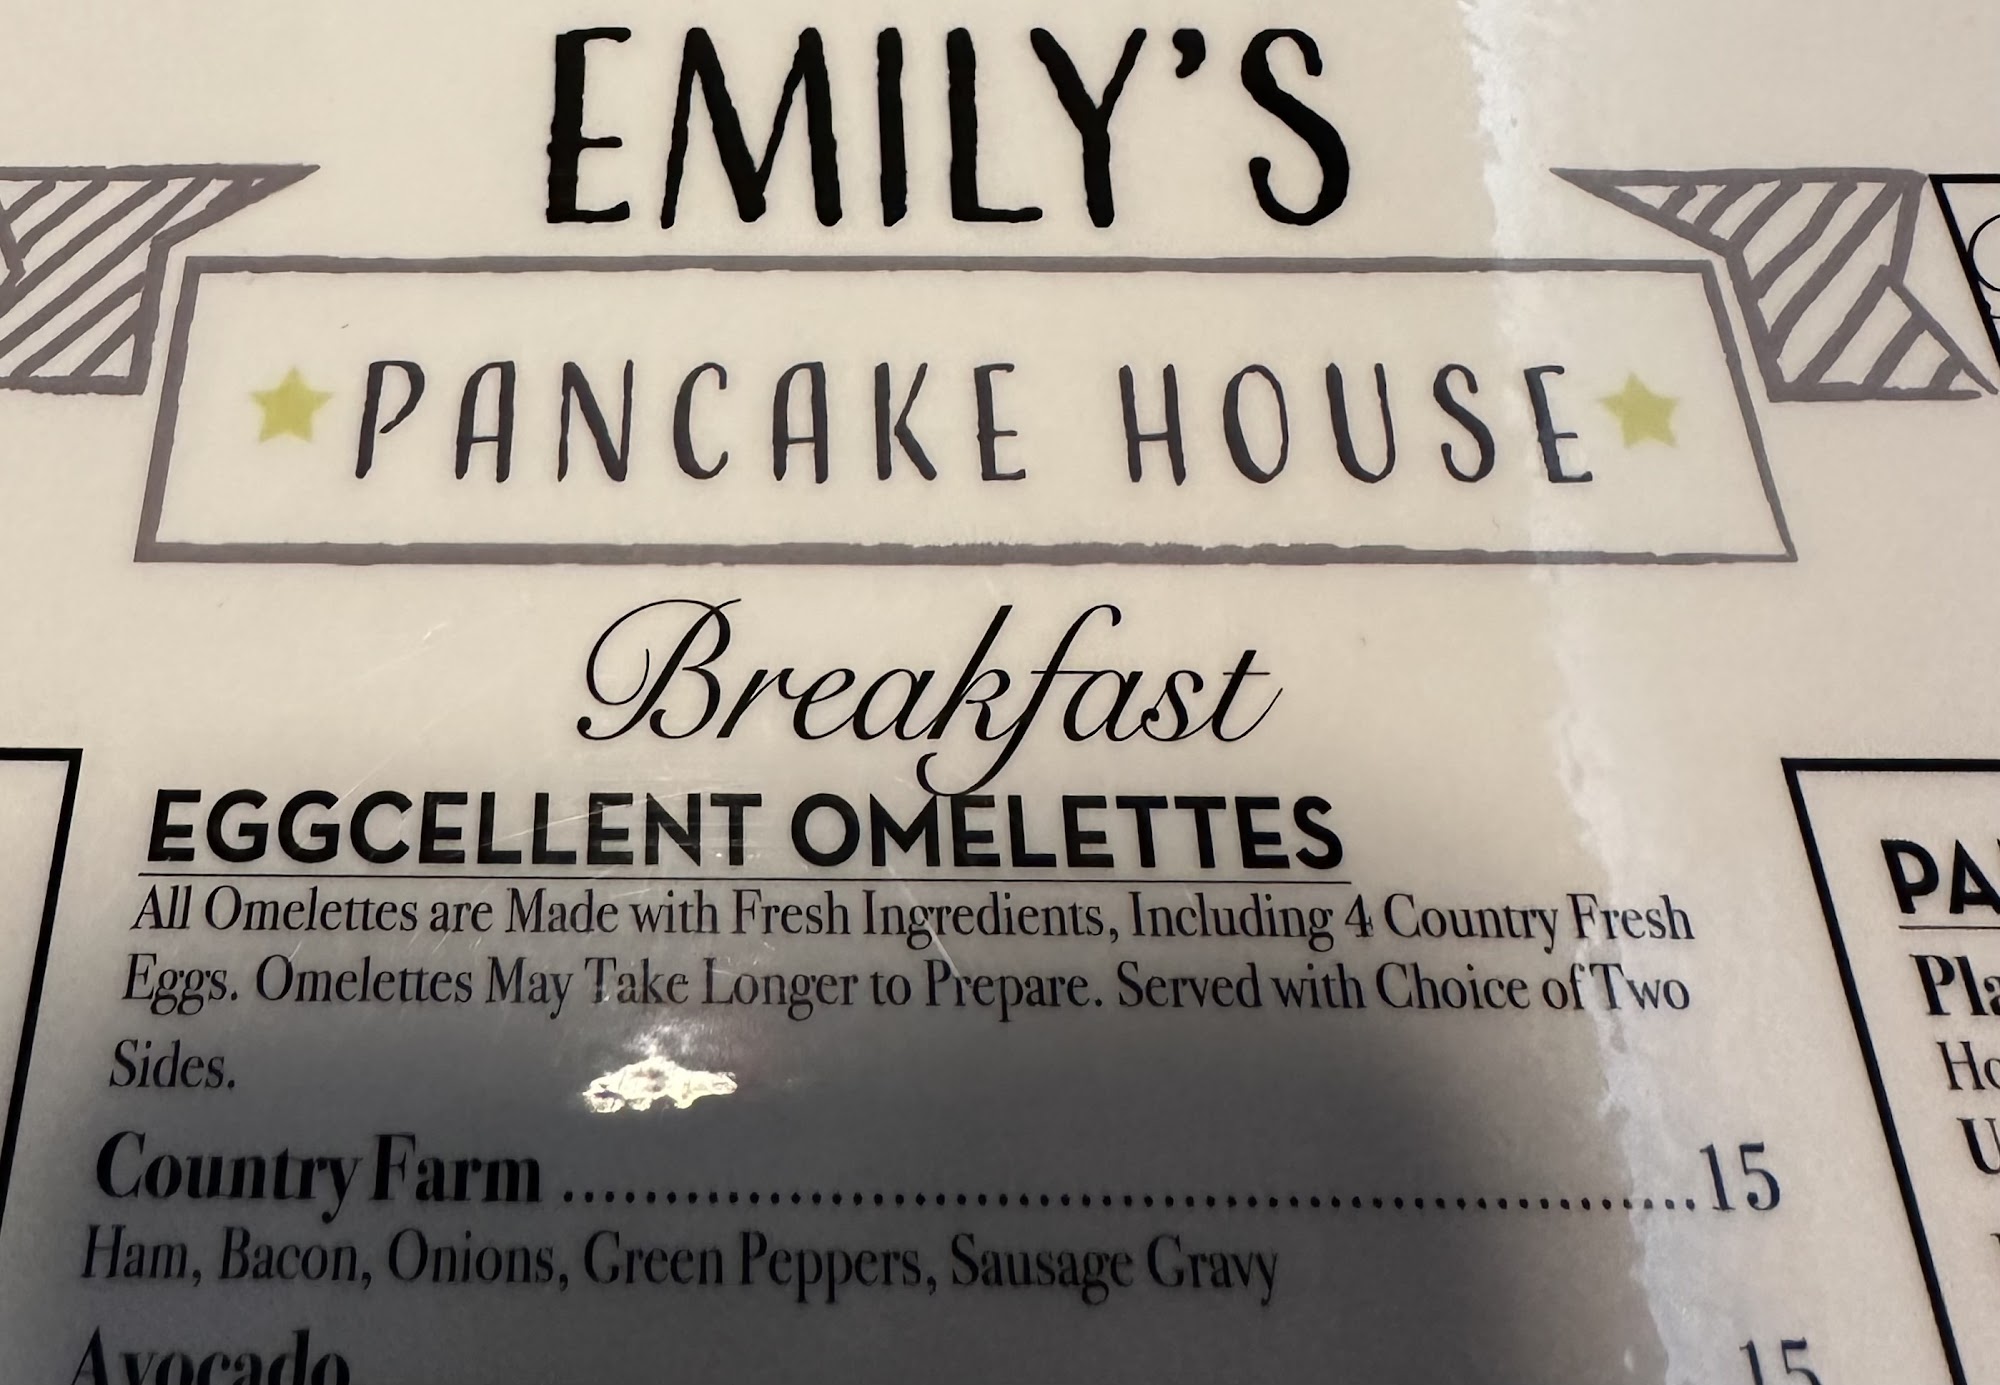 EMILY'S
PANCAKE HOUSE
Breakfast
EGGCELLENT OMELETTES
All Omelettes are Made with Fresh Ingredients, Including 4 Country Fresh
Eggs. Omelettes May Take Longer to Prepare. Served with Choice of Two
Sides.
Country Farm ........................................................15
Ham, Bacon, Onions, Green Peppers, Sausage Gravy
Avocado 15